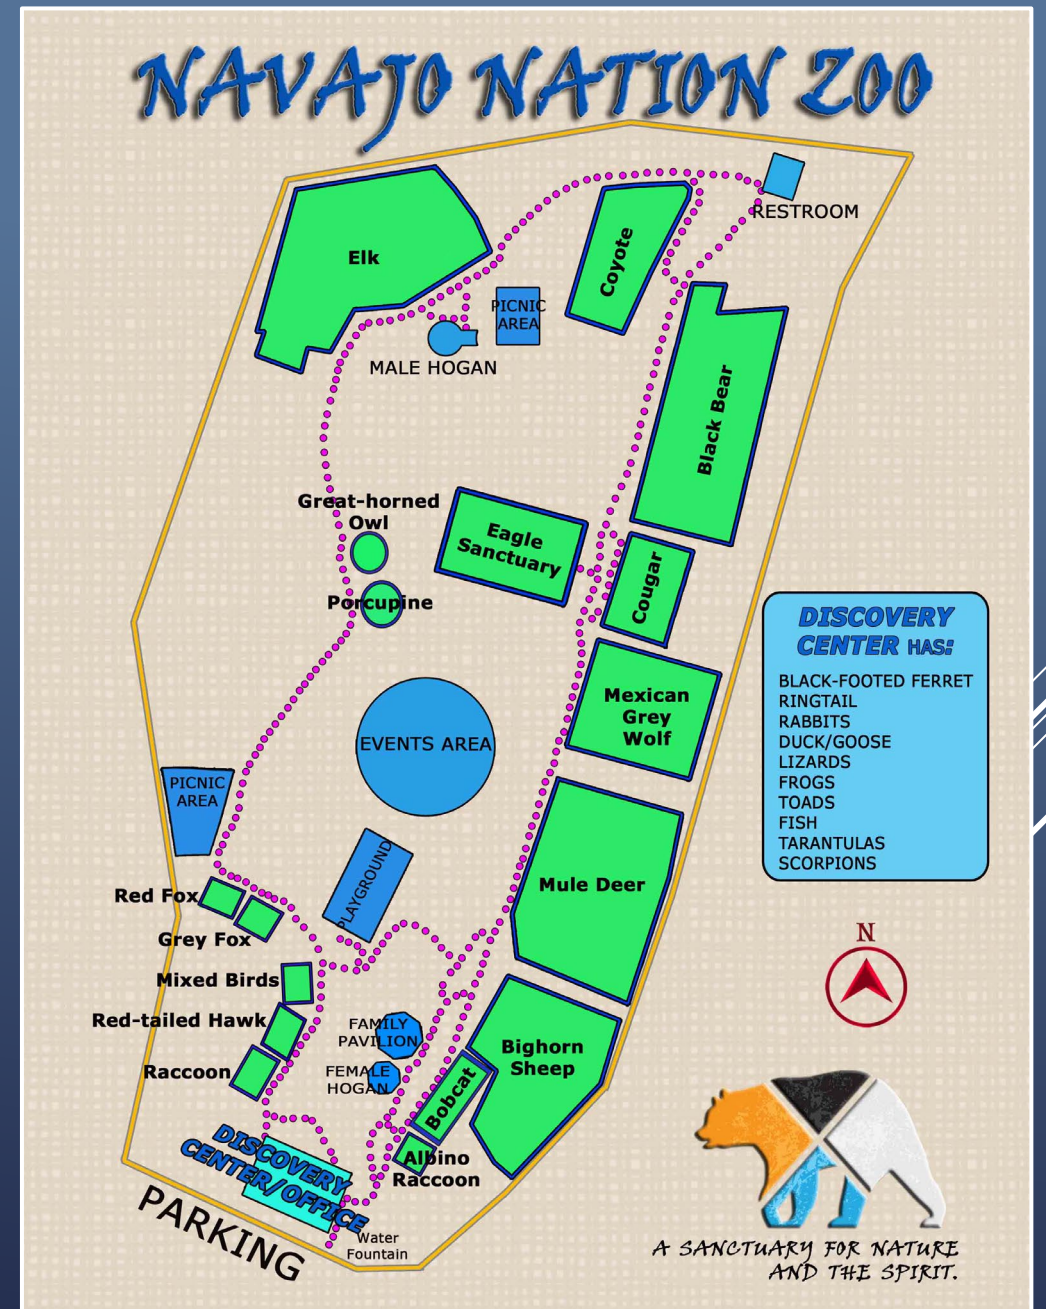 NAVAJO NATION ZOO
RESTROOM
Elk
Coyote
PICNIC
AREA
MALE HOGAN
Black Bear
Great-horned
Owl
Eagle
Sanctuary
Cougar
Porcupine
Mexican
Grey
Wolf
EVENTS AREA
PICNIC
AREA
PLAYGROUND
Mule Deer
Red Fox
Grey Fox
Mixed Birds
Red-tailed Hawk
Raccoon
FAMILY
PAVILION
FEMALE
HOGAN
Bighorn
Sheep
Bobcat
Albino
Raccoon
DISCOVERY
CENTER/OFFICE
PARKING
Water
Fountain
DISCOVERY
CENTER HAS:
BLACK-FOOTED FERRET
RINGTAIL
RABBITS
DUCK/GOOSE
LIZARDS
FROGS
TOADS
FISH
TARANTULAS
SCORPIONS
N
A SANCTUARY FOR NATURE
AND THE SPIRIT.